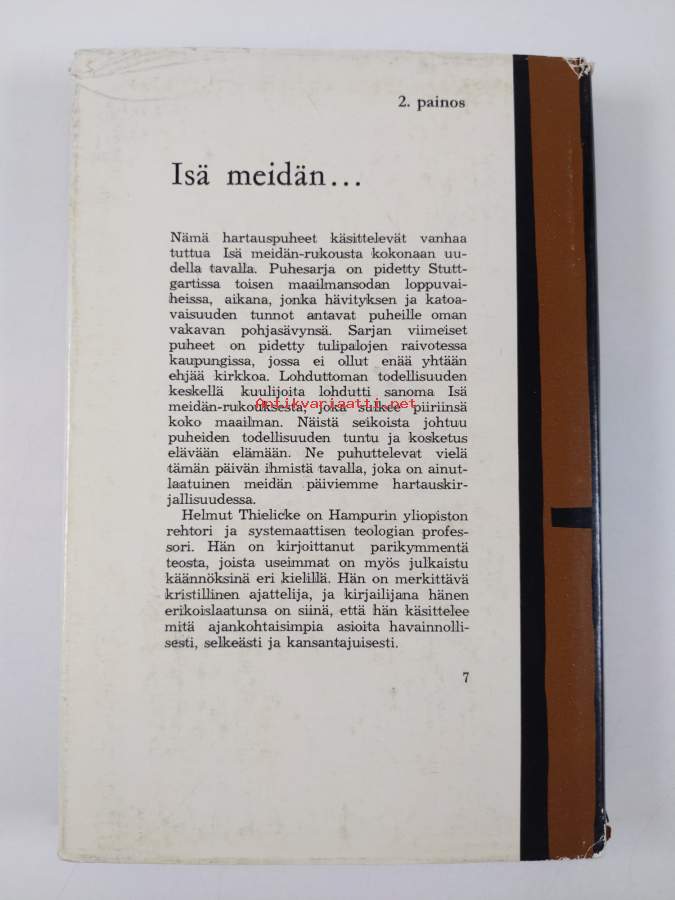 2. painos
Isä meidän...
Nämä hartauspuheet käsittelevät vanhaa
tuttua Isä meidän-rukousta kokonaan uu-
della tavalla. Puhesarja on pidetty Stutt-
gartissa toisen maailmansodan loppuvai-
heissa, aikana, jonka hävityksen ja katoa-
vaisuuden tunnot antavat puheille oman
vakavan pohjasävynsä. Sarjan viimeiset
puheet on pidetty tulipalojen raivotessa
kaupungissa, jossa ei ollut enää yhtään
ehjää kirkkoa. Lohduttoman todellisuuden
keskellä kuulijoita lohdutti sanoma Isä
meidän-rukouksesta, joka sulkee piiriinsä
Antikvariaatti.net
koko maailman. Näistä seikoista johtuu
puheiden todellisuuden tuntu ja kosketus
elävään elämään. Ne puhuttelevat vielä
tämän päivän ihmistä tavalla, joka on ainut-
laatuinen meidän päiviemme hartauskir-
jallisuudessa.
Helmut Thielicke on Hampurin yliopiston
rehtori ja systemaattisen teologian profes-
sori. Hän on kirjoittanut parikymmentä
teosta, joista useimmat on myös julkaistu
käännöksinä eri kielillä. Hän on merkittävä
kristillinen ajattelija, ja kirjailijana hänen
erikoislaatunsa on siinä, että hän käsittelee
mitä ajankohtaisimpia asioita havainnolli-
sesti, selkeästi ja kansantajuisesti.
7